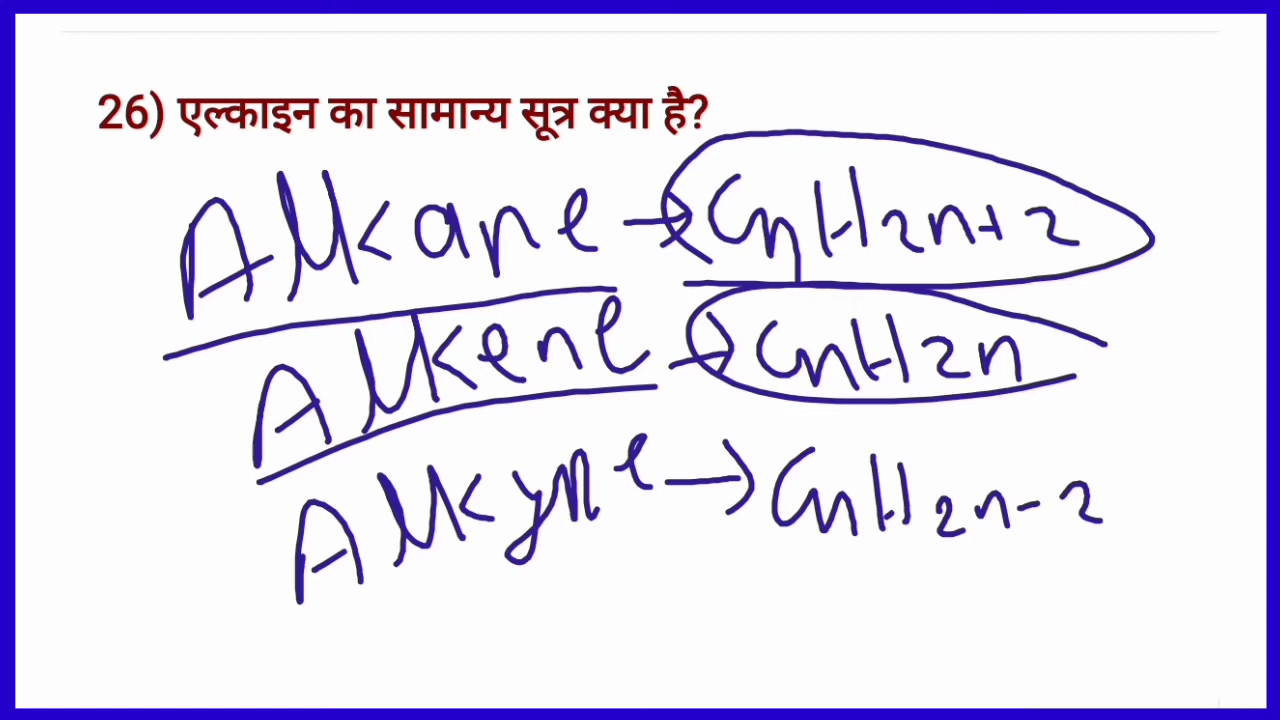 26) एल्काइन का सामान्य सूत्र क्या है?
Alkane → CnH2n+2
Alkene → CnH2n
Alkyne → CnH2n-2